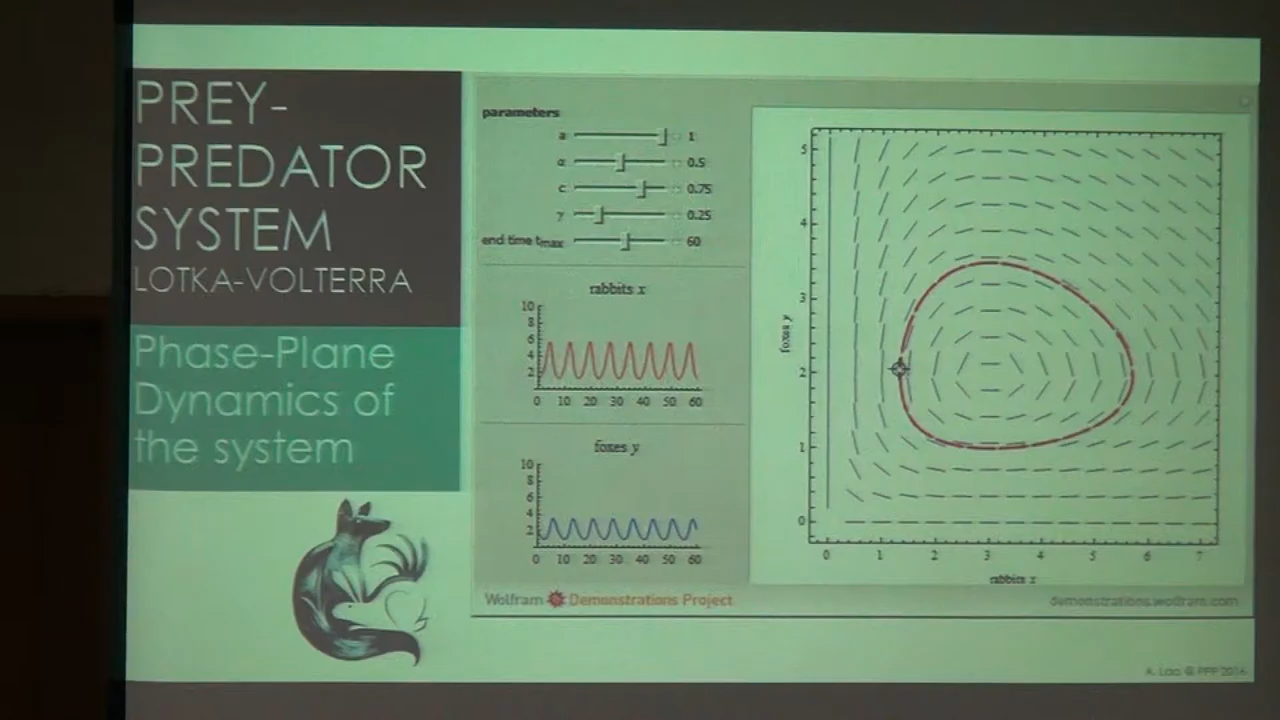 PREY-
PREDATOR
SYSTEM
LOTKA-VOLTERRA
Phase-Plane
Dynamics of
the system
parameters
a 1
α 0.5
c 0.75
γ 0.25
end time tmax 60
rabbits x
10
8
6
4
2
0 10 20 30 40 50 60
foxes y
10
8
6
4
2
0 10 20 30 40 50 60
Wolfram Demonstrations Project
5
4
3
2
1
0
foxes y
0 1 2 3 4 5 6 7
rabbits x
demonstrations.wolfram.com